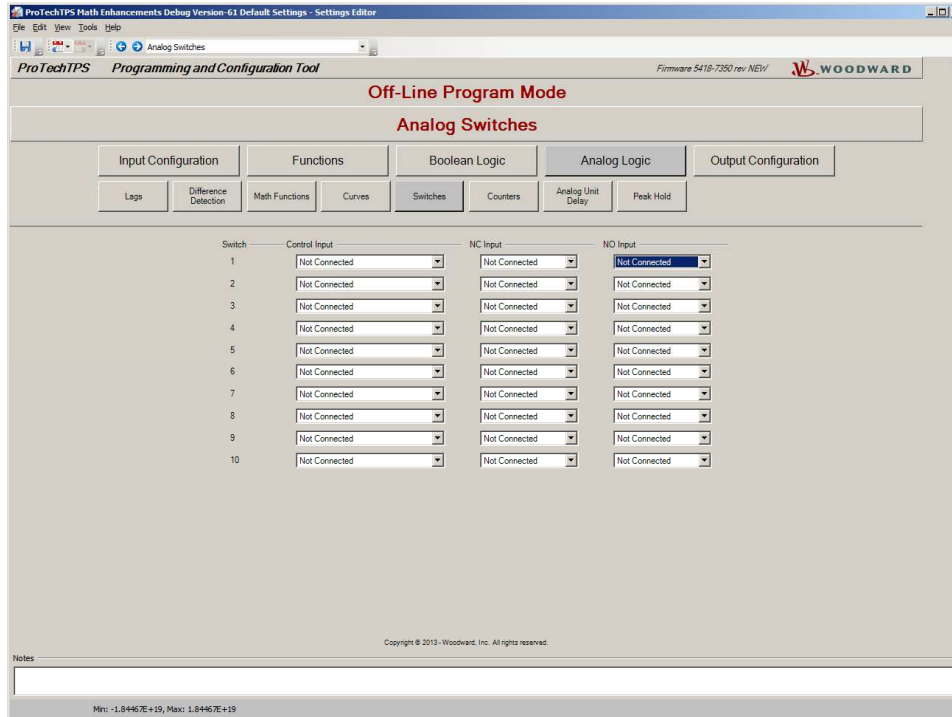 ProTechTPS Math Enhancements Debug Version-61 Default Settings - Settings Editor
File Edit View Tools Help
Analog Switches
ProTechTPS Programming and Configuration Tool Firmware 5418-7350 rev NEW WOODWARD
Off-Line Program Mode
Analog Switches
Input Configuration Functions Boolean Logic Analog Logic Output Configuration
Lags Difference Detection Math Functions Curves Switches Counters Analog Unit Delay Peak Hold
Switch Control Input NC Input NO Input
1 Not Connected Not Connected Not Connected
2 Not Connected Not Connected Not Connected
3 Not Connected Not Connected Not Connected
4 Not Connected Not Connected Not Connected
5 Not Connected Not Connected Not Connected
6 Not Connected Not Connected Not Connected
7 Not Connected Not Connected Not Connected
8 Not Connected Not Connected Not Connected
9 Not Connected Not Connected Not Connected
10 Not Connected Not Connected Not Connected
Copyright © 2013 - Woodward, Inc. All rights reserved.
Notes
Min: -1.84467E+19, Max: 1.84467E+19